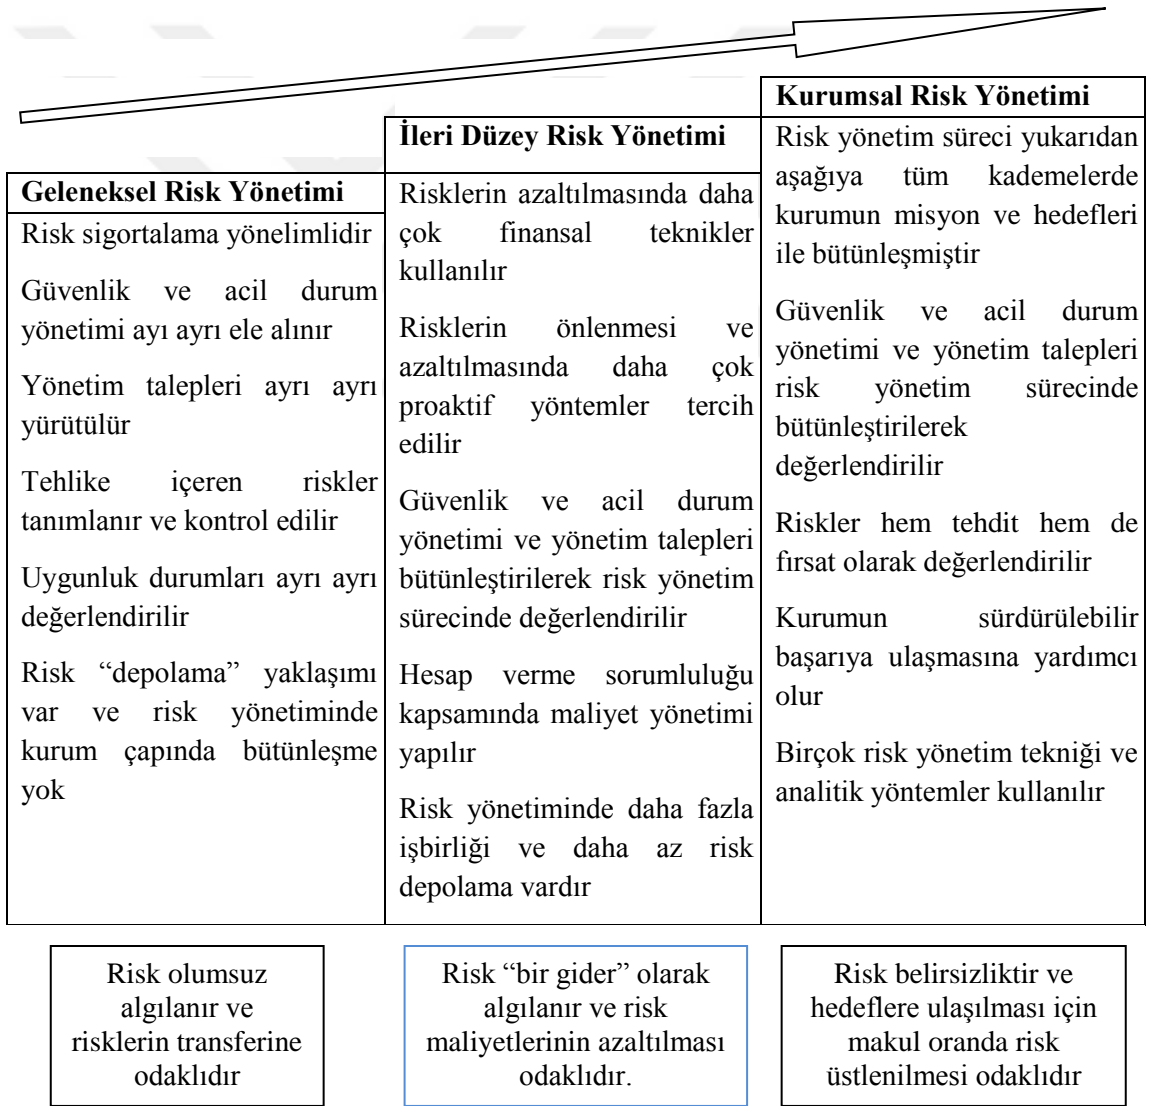 Geleneksel Risk Yönetimi
Risk sigortalama yönelimlidir
Güvenlik ve acil durum
yönetimi ayı ayrı ele alınır
Yönetim talepleri ayrı ayrı
yürütülür
Tehlike içeren riskler
tanımlanır ve kontrol edilir
Uygunluk durumları ayrı ayrı
değerlendirilir
Risk “depolama” yaklaşımı
var ve risk yönetiminde
kurum çapında bütünleşme
yok
İleri Düzey Risk Yönetimi
Risklerin azaltılmasında daha
çok finansal teknikler
kullanılır
Risklerin önlenmesi ve
azaltılmasında daha çok
proaktif yöntemler tercih
edilir
Güvenlik ve acil durum
yönetimi ve yönetim talepleri
bütünleştirilerek risk yönetim
sürecinde değerlendirilir
Hesap verme sorumluluğu
kapsamında maliyet yönetimi
yapılır
Risk yönetiminde daha fazla
işbirliği ve daha az risk
depolama vardır
Kurumsal Risk Yönetimi
Risk yönetim süreci yukarıdan
aşağıya tüm kademelerde
kurumun misyon ve hedefleri
ile bütünleşmiştir
Güvenlik ve acil durum
yönetimi ve yönetim talepleri
risk yönetim sürecinde
bütünleştirilerek
değerlendirilir
Riskler hem tehdit hem de
fırsat olarak değerlendirilir
Kurumun sürdürülebilir
başarıya ulaşmasına yardımcı
olur
Birçok risk yönetim tekniği ve
analitik yöntemler kullanılır
Risk olumsuz
algılanır ve
risklerin transferine
odaklıdır
Risk “bir gider” olarak
algılanır ve risk
maliyetlerinin azaltılması
odaklıdır.
Risk belirsizliktir ve
hedeflere ulaşılması için
makul oranda risk
üstlenilmesi odaklıdır